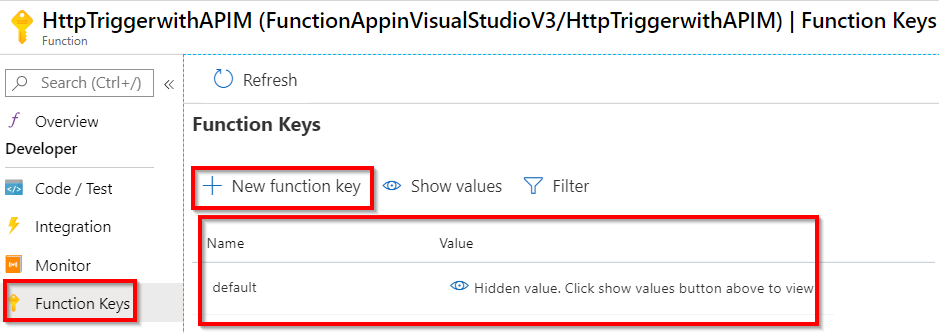 HttpTriggerwithAPIM (FunctionAppinVisualStudioV3/HttpTriggerwithAPIM) | Function Keys
Function
Search (Ctrl+/)
«
Overview
Developer
Code / Test
Integration
Monitor
Function Keys
Refresh
Function Keys
New function key
Show values
Filter
Name Value
default Hidden value. Click show values button above to view